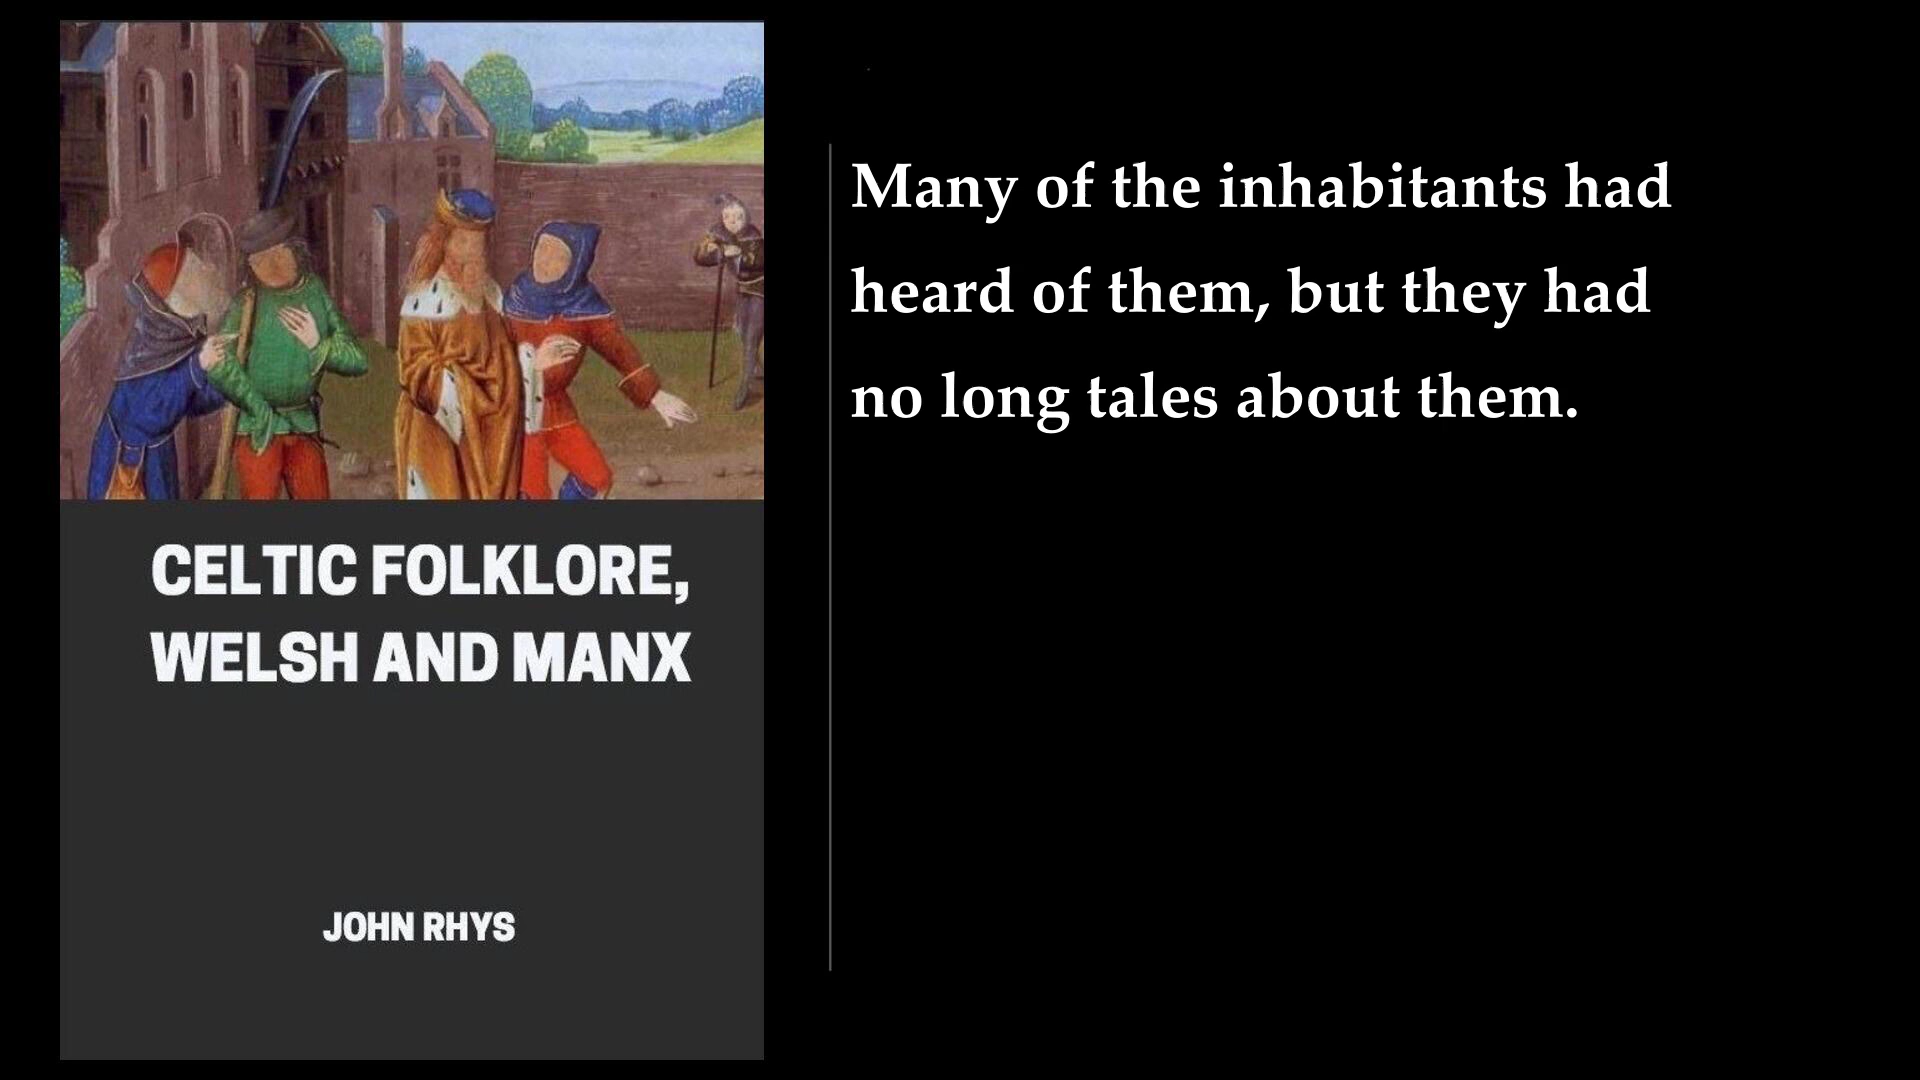 CELTIC FOLKLORE,
WELSH AND MANX
JOHN RHYS
Many of the inhabitants had
heard of them, but they had
no long tales about them.